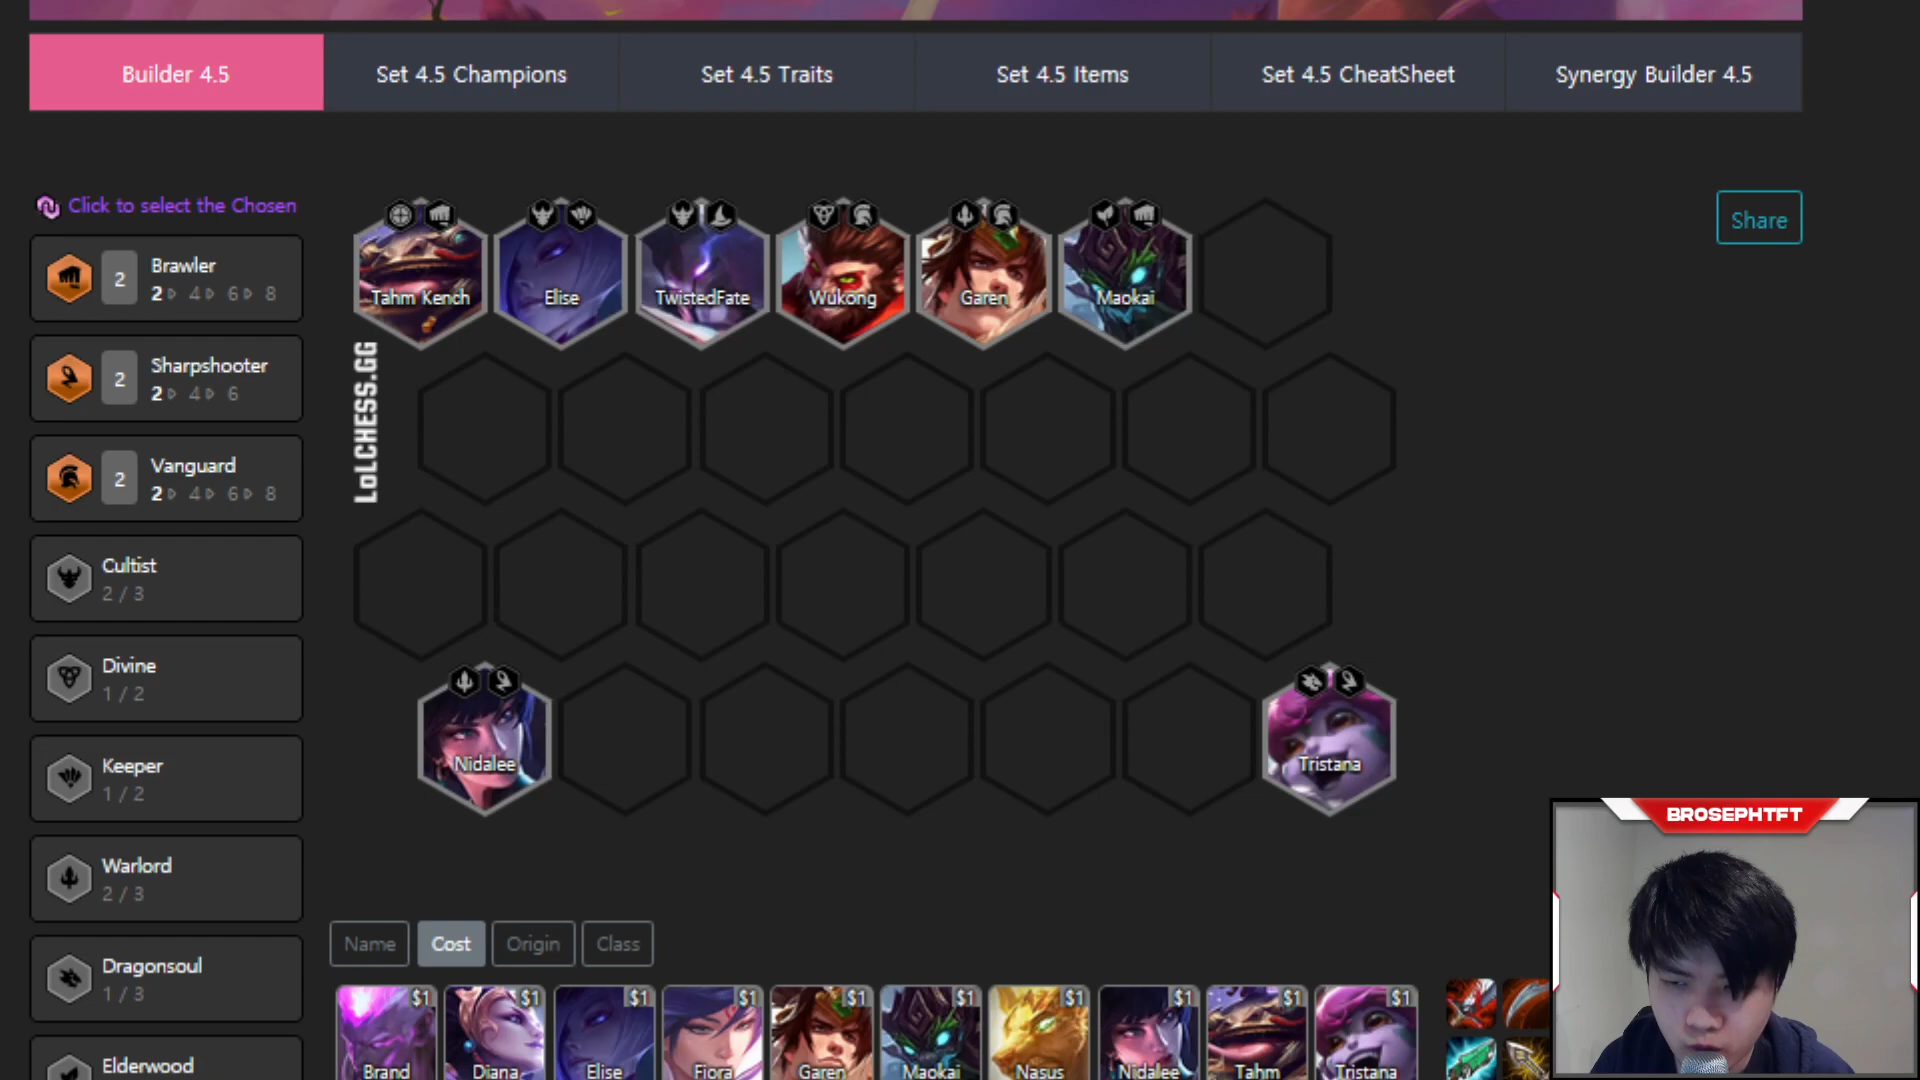 Builder 4.5
Set 4.5 Champions
Set 4.5 Traits
Set 4.5 Items
Set 4.5 CheatSheet
Synergy Builder 4.5
Click to select the Chosen
Share
2
Brawler
2 4 6 8
2
Sharpshooter
2 4 6
2
Vanguard
2 4 6 8
Cultist
2 / 3
Divine
1 / 2
Keeper
1 / 2
Warlord
2 / 3
Dragonsoul
1 / 3
Elderwood
Tahm Kench
Elise
TwistedFate
Wukong
Garen
Maokai
LoLCHESS.GG
Nidalee
Tristana
Name
Cost
Origin
Class
$1
$1
$1
$1
$1
$1
$1
$1
$1
$1
Brand
Diana
Elise
Fiora
Garen
Maokai
Nasus
Nidalee
Tahm
Tristana
BROSEPHTFT